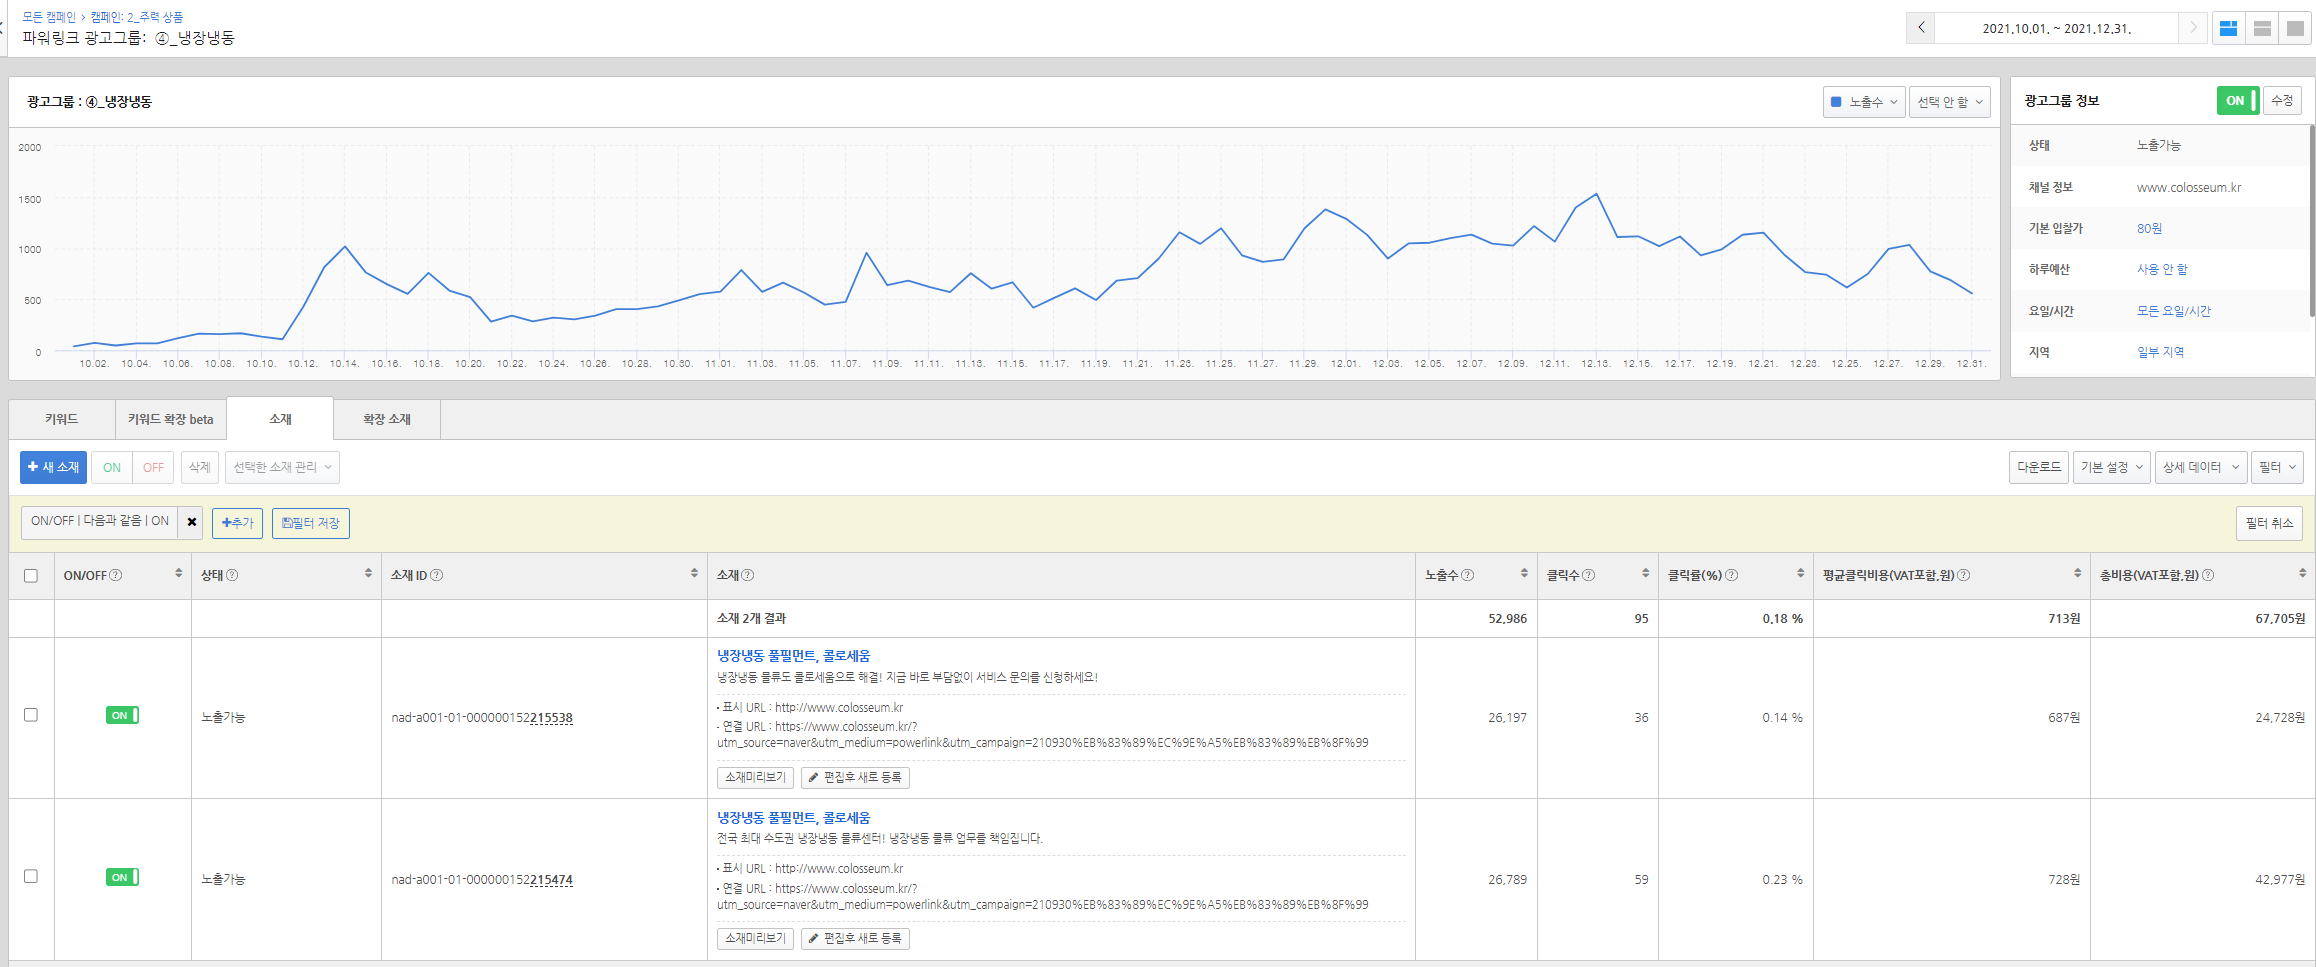 모든 캠페인 > 캠페인: 2_주력 상품
파워링크 광고그룹: ④_냉장냉동
2021.10.01. ~ 2021.12.31.
광고그룹 : ④_냉장냉동
노출수
선택 안 함
2000
1500
1000
500
0
10.02. 10.04. 10.06. 10.08. 10.10. 10.12. 10.14. 10.16. 10.18. 10.20. 10.22. 10.24. 10.26. 10.28. 10.30. 11.01. 11.03. 11.05. 11.07. 11.09. 11.11. 11.13. 11.15. 11.17. 11.19. 11.21. 11.23. 11.25. 11.27. 11.29. 12.01. 12.03. 12.05. 12.07. 12.09. 12.11. 12.13. 12.15. 12.17. 12.19. 12.21. 12.23. 12.25. 12.27. 12.29. 12.31.
광고그룹 정보 ON 수정
상태 노출가능
채널 정보 www.colosseum.kr
기본 입찰가 80원
하루예산 사용 안 함
요일/시간 모든 요일/시간
지역 일부 지역
키워드 키워드 확장 beta 소재 확장 소재
+ 새 소재 ON OFF 삭제 선택한 소재 관리 다운로드 기본 설정 상세 데이터 필터
ON/OFF | 다음과 같음 | ON +추가 필터 저장 필터 취소
ON/OFF 상태 소재 ID 소재 노출수 클릭수 클릭률(%) 평균클릭비용(VAT포함,원) 총비용(VAT포함,원)
소재 2개 결과 52,986 95 0.18 % 713원 67,705원
냉장냉동 풀필먼트, 콜로세움
냉장냉동 물류도 콜로세움으로 해결! 지금 바로 부담없이 서비스 문의를 신청하세요!
· 표시 URL : http://www.colosseum.kr
ON 노출가능 nad-a001-01-000000152215538 26,197 36 0.14 % 687원 24,728원
· 연결 URL : https://www.colosseum.kr/?
utm_source=naver&utm_medium=powerlink&utm_campaign=210930%EB%83%89%EC%9E%A5%EB%83%89%EB%8F%99
소재미리보기 편집후 새로 등록
냉장냉동 풀필먼트, 콜로세움
전국 최대 수도권 냉장냉동 물류센터! 냉장냉동 물류 업무를 책임집니다.
· 표시 URL : http://www.colosseum.kr
ON 노출가능 nad-a001-01-000000152215474 26,789 59 0.23 % 728원 42,977원
· 연결 URL : https://www.colosseum.kr/?
utm_source=naver&utm_medium=powerlink&utm_campaign=210930%EB%83%89%EC%9E%A5%EB%83%89%EB%8F%99
소재미리보기 편집후 새로 등록